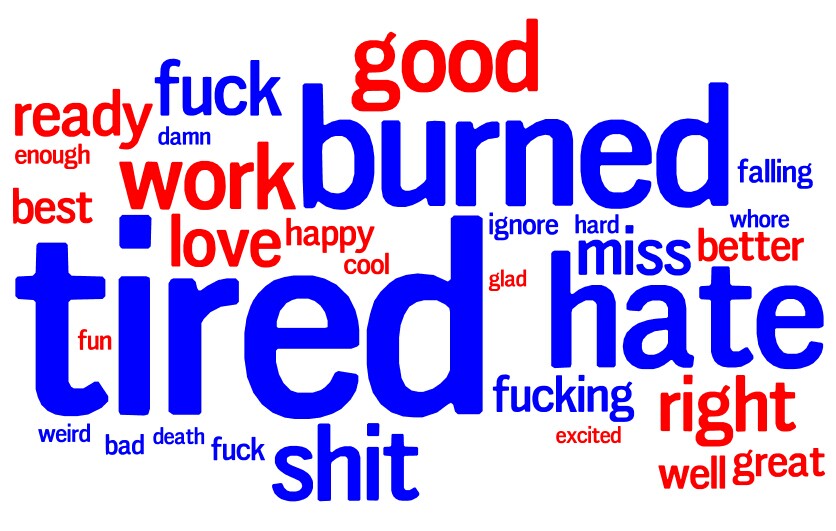 good
fuck
ready
burned
damn
enough
work
falling
best
whore
ignore
hard
love
happy
miss
better
cool
tired
glad
hate
fun
fucking
right
excited
weird
bad
death
fuck
shit
well
great